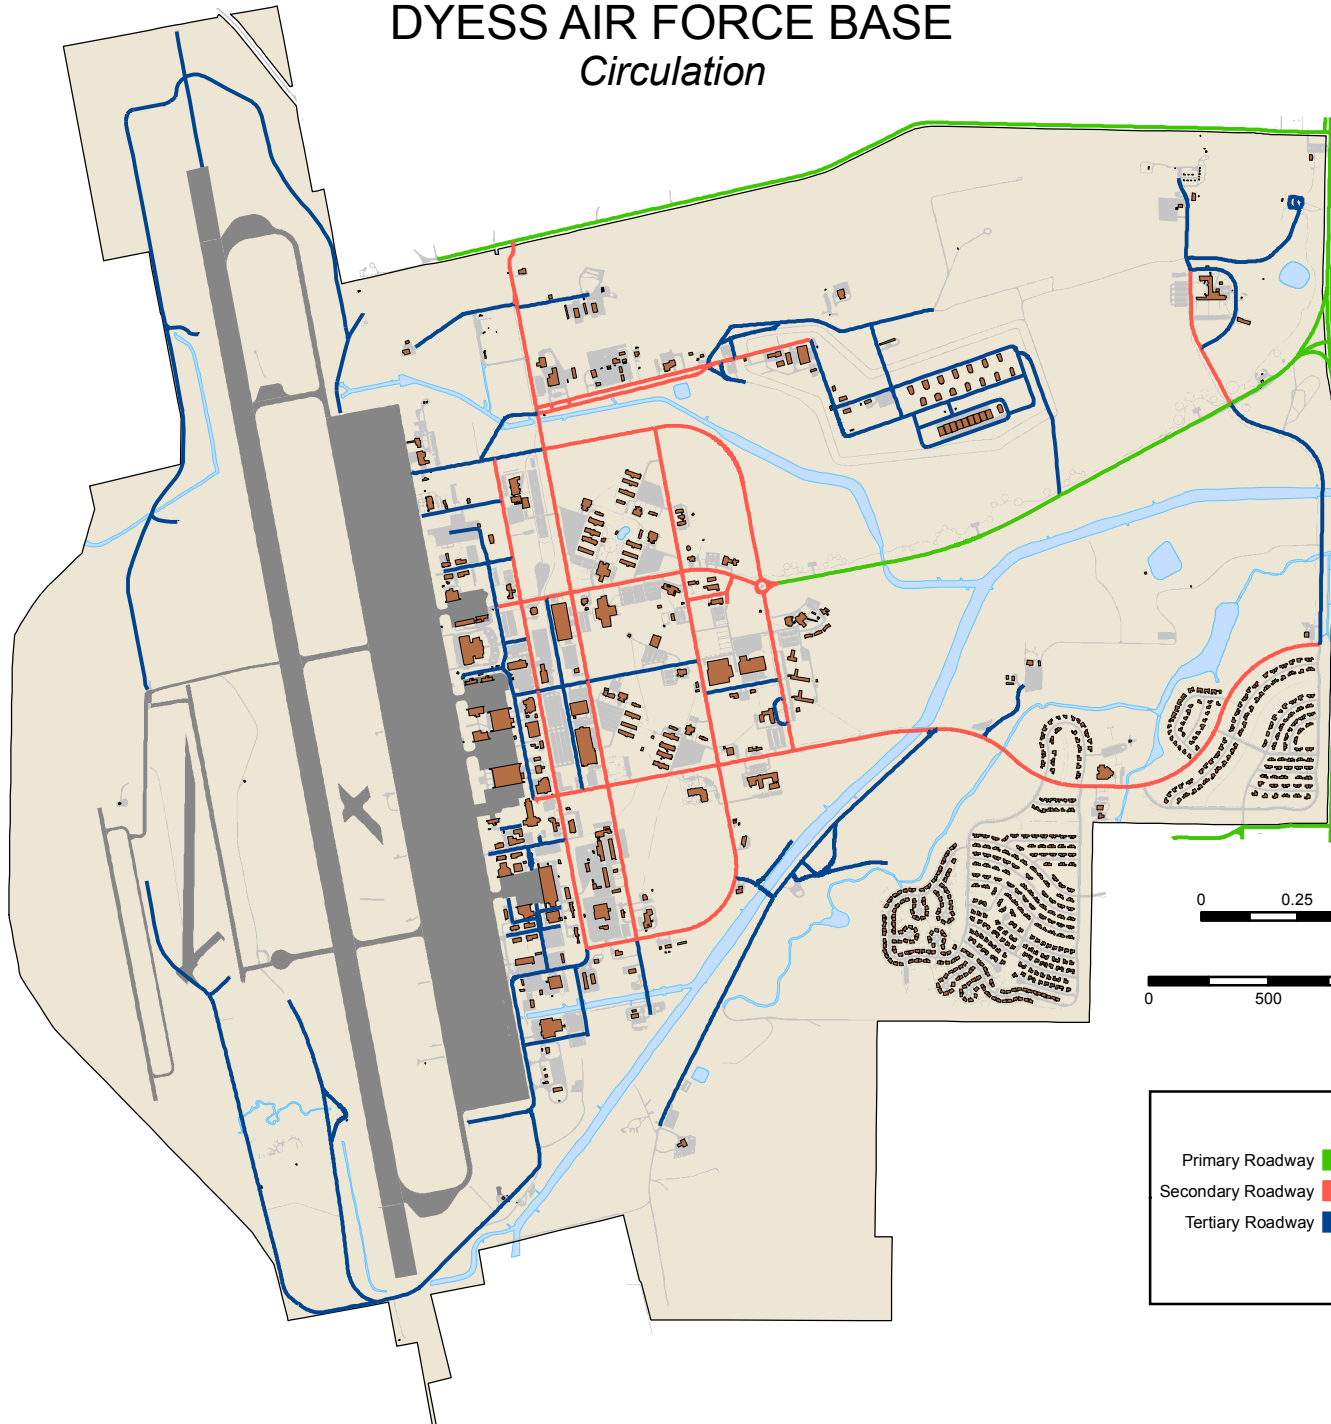 DYESS AIR FORCE BASE
Circulation
0 0.25
0 500
Primary Roadway
Secondary Roadway
Tertiary Roadway